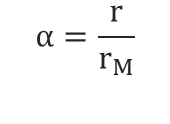 α = r / r_M